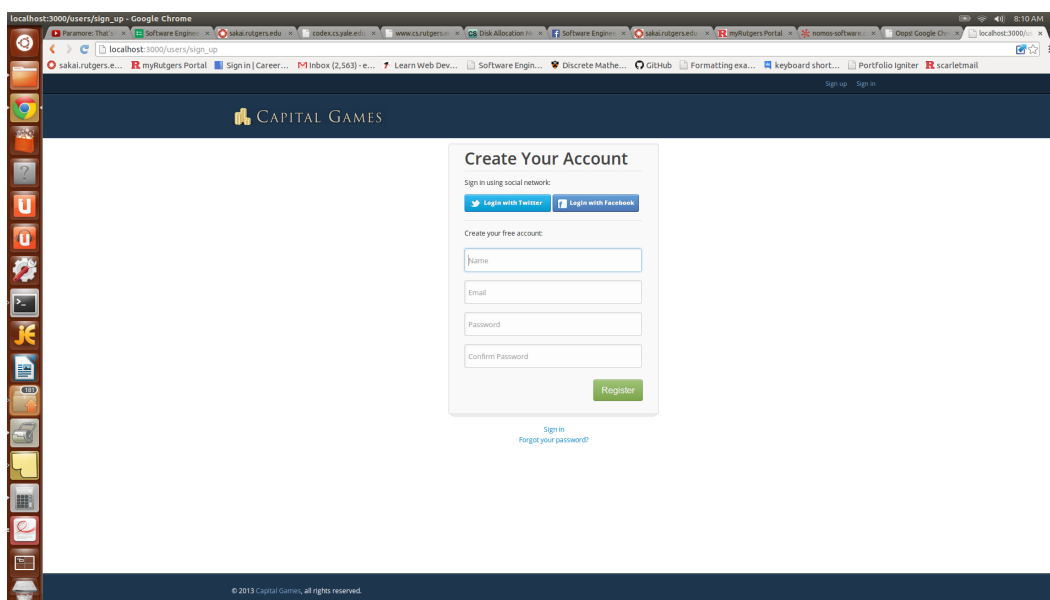 localhost:3000/users/sign_up - Google Chrome
8:10 AM
Paramore: That's
Software Enginee
sakai.rutgers.edu
codex.cs.yale.edu
www.cs.rutgers.e
Disk Allocation
Software Enginee
sakai.rutgers.edu
myRutgers Portal
nomos-software
Oops! Google Chr
localhost:3000/u
localhost:3000/users/sign_up
sakai.rutgers.e...
myRutgers Portal
Sign in | Career...
Inbox (2,563) - e...
Learn Web Dev...
Software Engin...
Discrete Mathe...
GitHub
Formatting exa...
keyboard short...
Portfolio Igniter
scarletmail
Sign up Sign in
CAPITAL GAMES
Create Your Account
Sign in using social network:
Login with Twitter
Login with Facebook
Create your free account:
Name
Email
Password
Confirm Password
Register
Sign in
Forgot your password?
181
© 2013 Capital Games, all rights reserved.